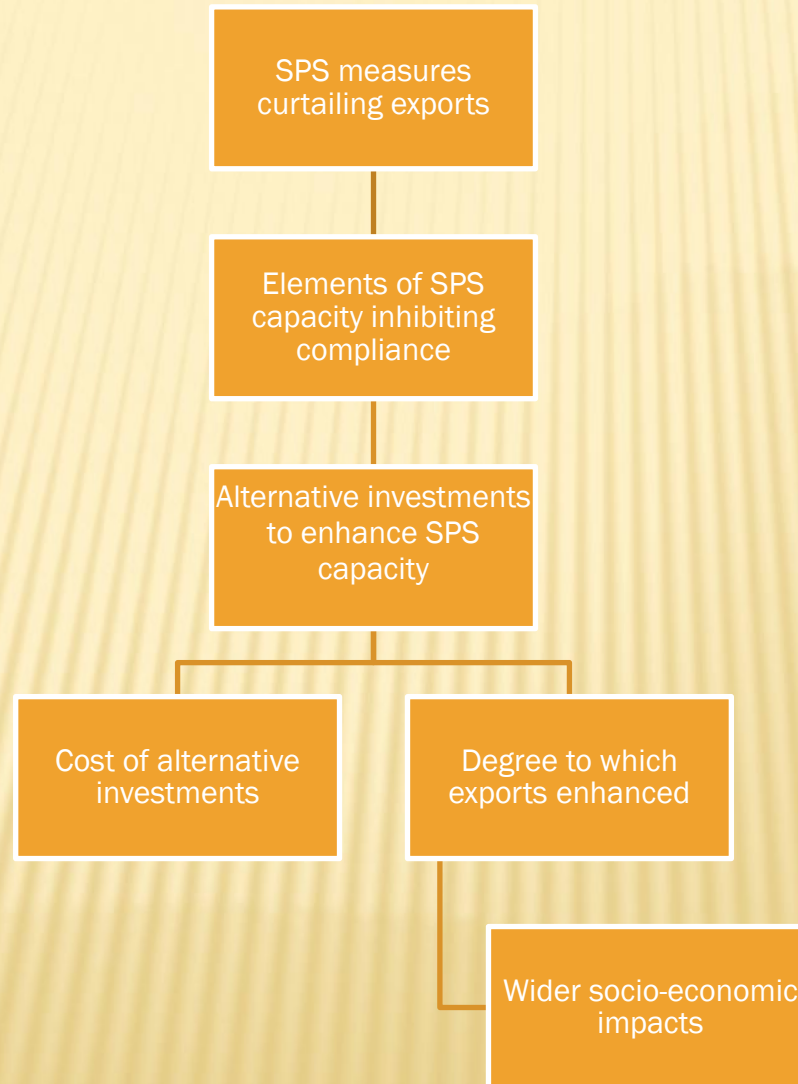 SPS measures
curtailing exports
Elements of SPS
capacity inhibiting
compliance
Alternative investments
to enhance SPS
capacity
Cost of alternative
investments
Degree to which
exports enhanced
Wider socio-economic
impacts